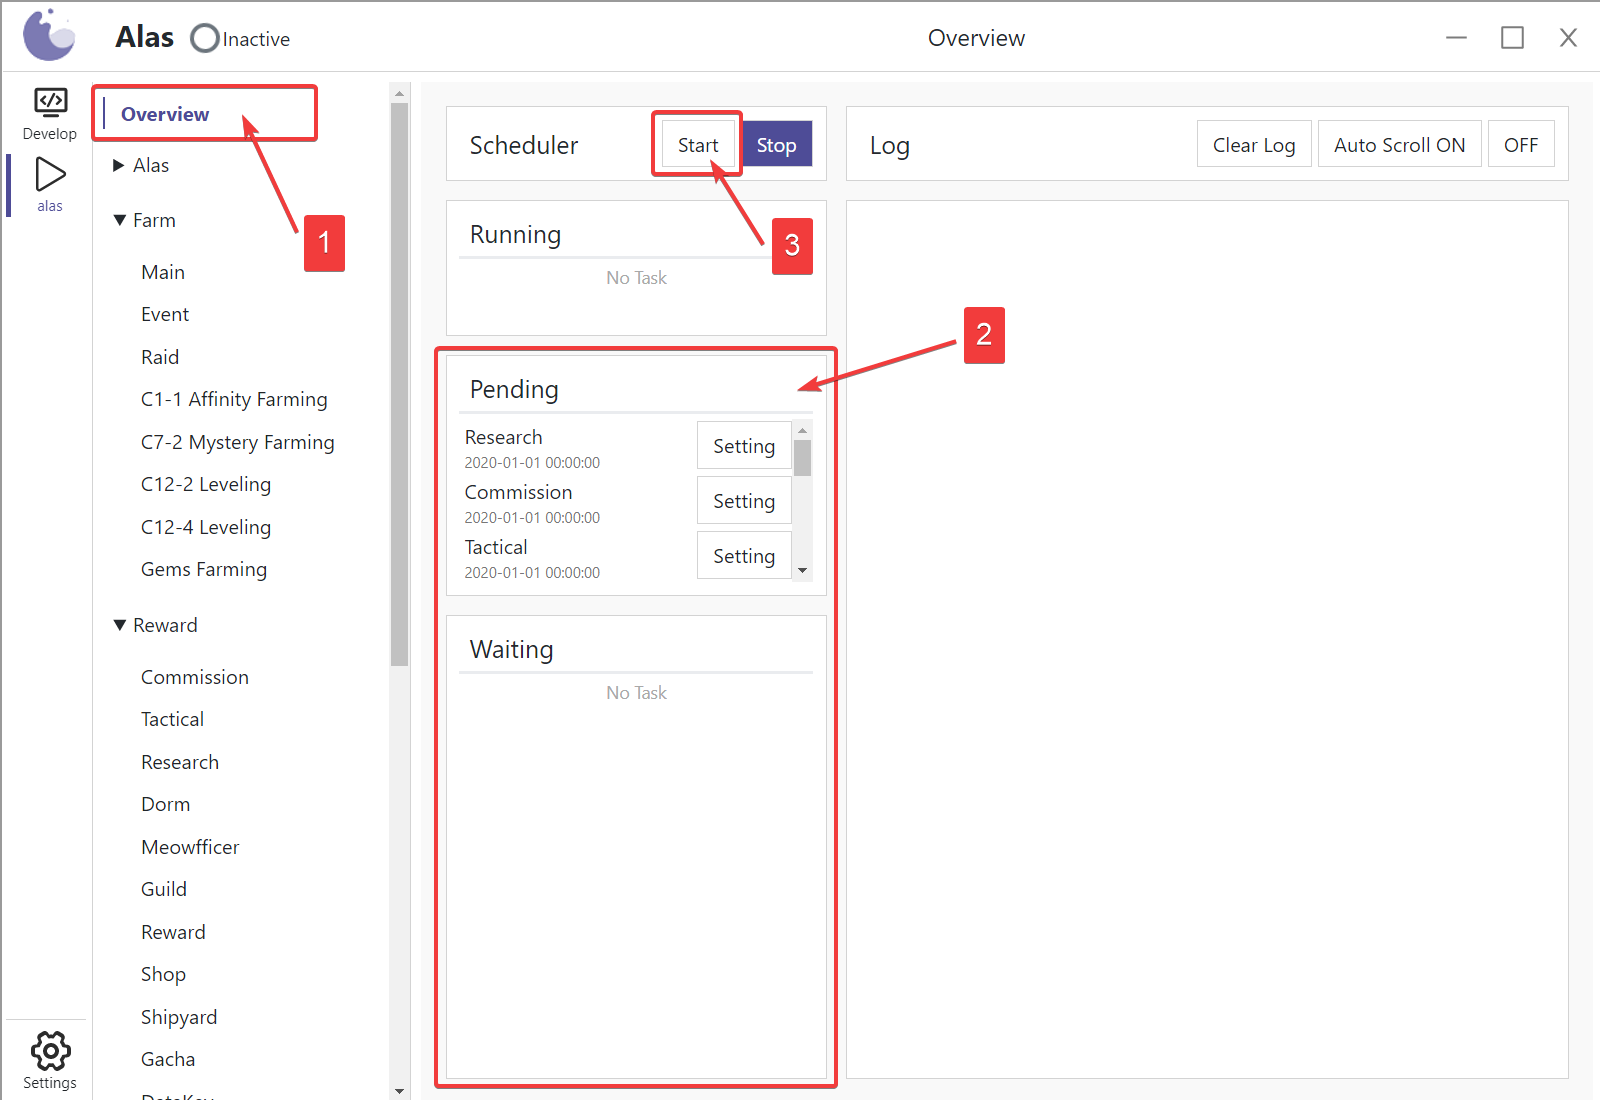 Alas Inactive
Overview
Develop
alas
Settings
Overview
Alas
Farm
Main
Event
Raid
C1-1 Affinity Farming
C7-2 Mystery Farming
C12-2 Leveling
C12-4 Leveling
Gems Farming
Reward
Commission
Tactical
Research
Dorm
Meowfficer
Guild
Reward
Shop
Shipyard
Gacha
1
Scheduler Start Stop
3
Running
No Task
2
Pending
Research
2020-01-01 00:00:00
Setting
Commission
2020-01-01 00:00:00
Setting
Tactical
2020-01-01 00:00:00
Setting
Waiting
No Task
Log Clear Log Auto Scroll ON OFF